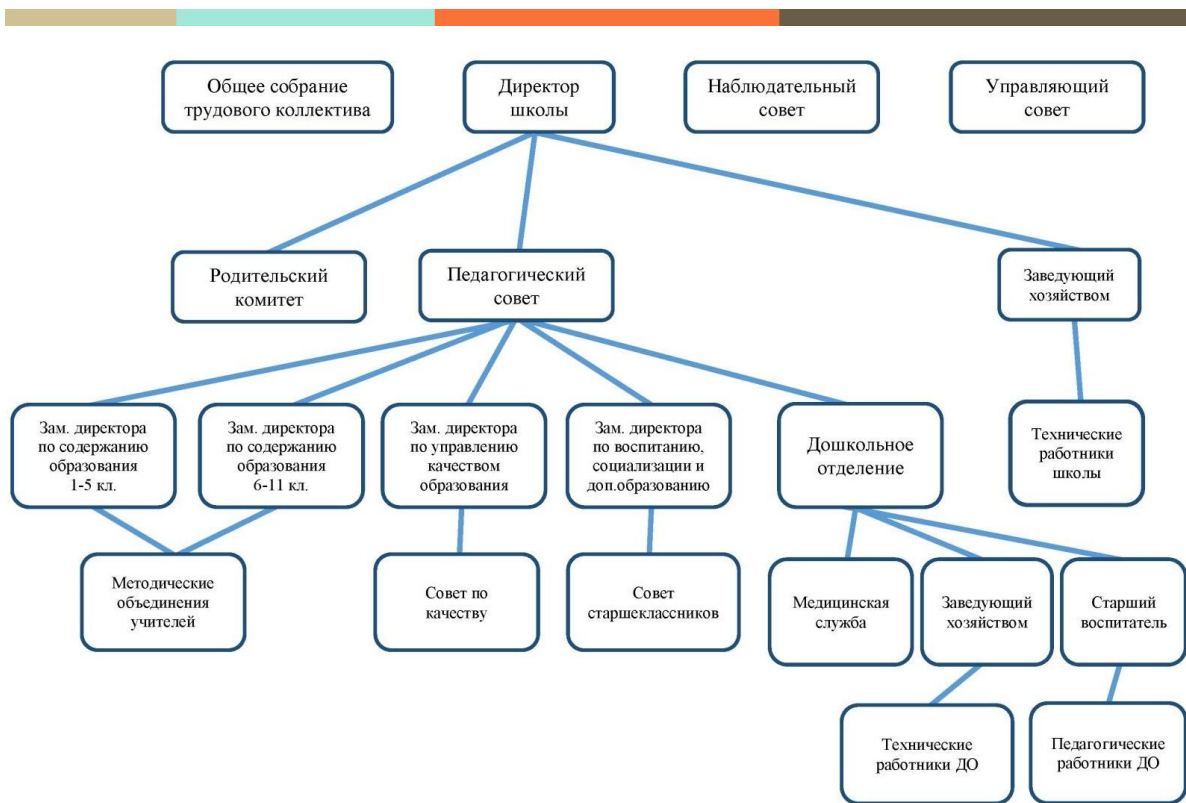 Общее собрание
трудового коллектива
Директор
школы
Наблюдательный
совет
Управляющий
совет
Родительский
комитет
Педагогический
совет
Заведующий
хозяйством
Зам. директора
по содержанию
образования
1-5 кл.
Зам. директора
по содержанию
образования
6-11 кл.
Зам. директора
по управлению
качеством
образования
Зам. директора
по воспитанию,
социализации и
доп.образованию
Дошкольное
отделение
Технические
работники
школы
Методические
объединения
учителей
Совет по
качеству
Совет
старшеклассников
Медицинская
служба
Заведующий
хозяйством
Старший
воспитатель
Технические
работники ДО
Педагогические
работники ДО